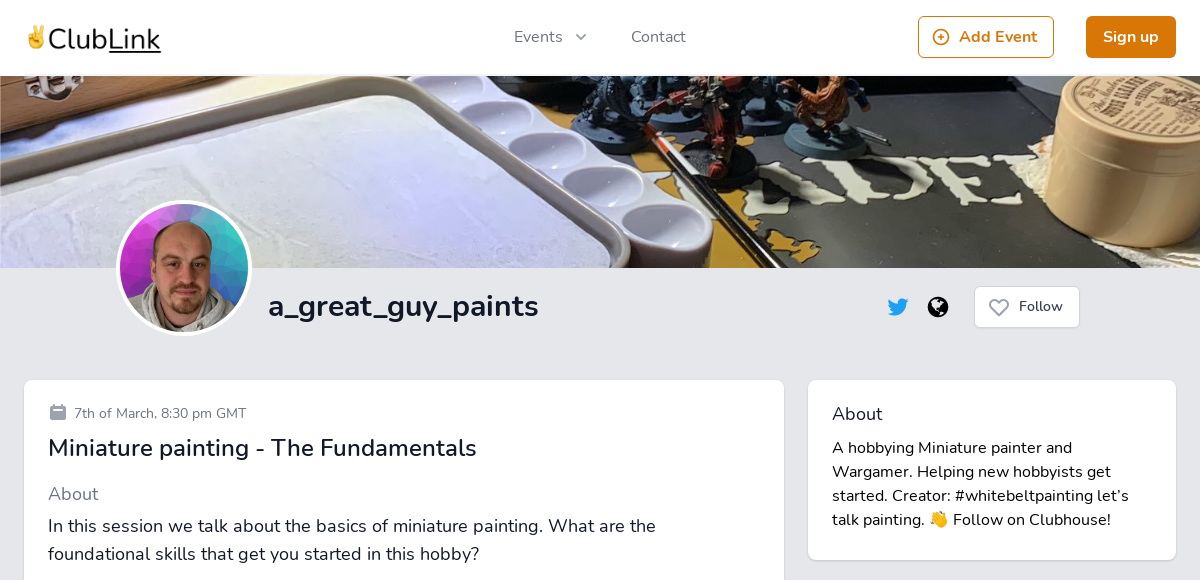 ✌ClubLink
Events
Contact
Add Event
Sign up
a_great_guy_paints
Follow
7th of March, 8:30 pm GMT
Miniature painting - The Fundamentals
About
In this session we talk about the basics of miniature painting. What are the
foundational skills that get you started in this hobby?
About
A hobbying Miniature painter and
Wargamer. Helping new hobbyists get
started. Creator: #whitebeltpainting let’s
talk painting. 👋 Follow on Clubhouse!